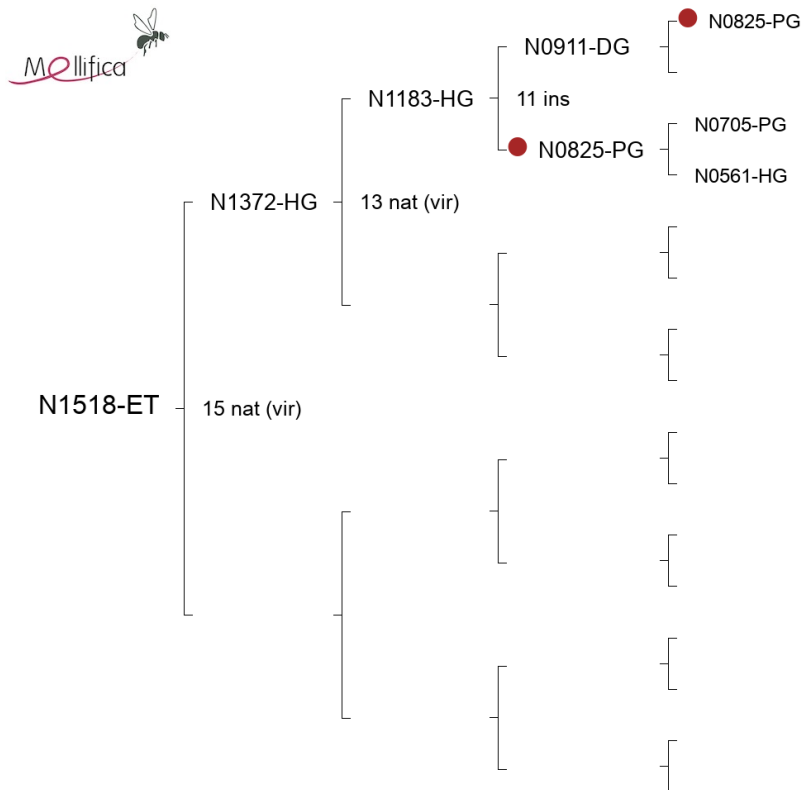 Mellifica
N0825-PG
N0911-DG
N1183-HG
11 ins
N0705-PG
N0825-PG
N0561-HG
N1372-HG
13 nat (vir)
N1518-ET
15 nat (vir)